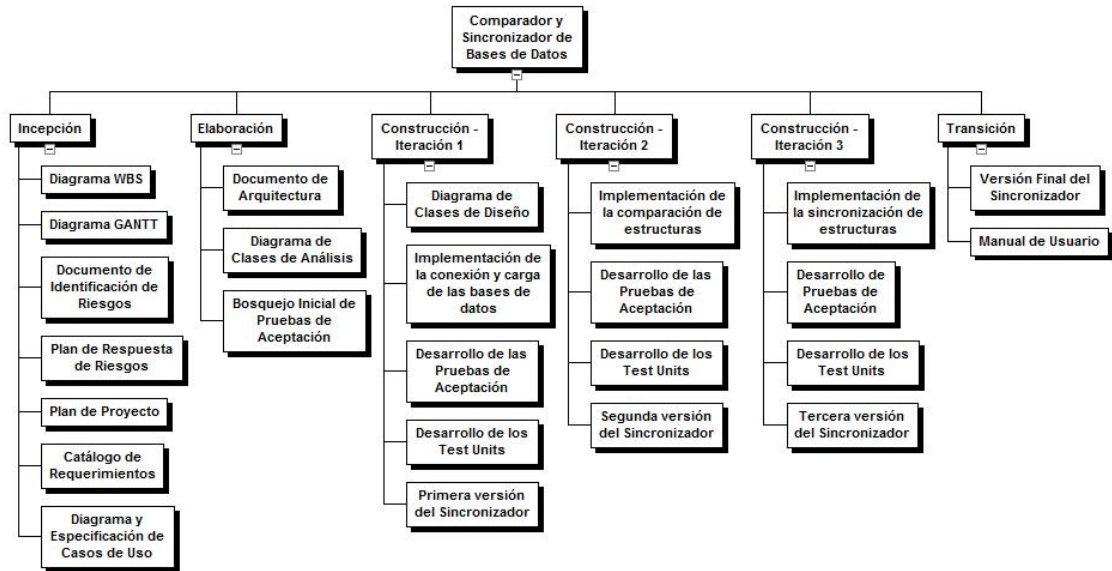 Comparador y
Sincronizador de
Bases de Datos
Incepción
Diagrama WBS
Diagrama GANTT
Documento de
Identificación de
Riesgos
Plan de Respuesta
de Riesgos
Plan de Proyecto
Catálogo de
Requerimientos
Diagrama y
Especificación de
Casos de Uso
Elaboración
Documento de
Arquitectura
Diagrama de
Clases de Análisis
Bosquejo Inicial de
Pruebas de
Aceptación
Construcción -
Iteración 1
Diagrama de
Clases de Diseño
Implementación de
la conexión y carga
de las bases de
datos
Desarrollo de las
Pruebas de
Aceptación
Desarrollo de los
Test Units
Primera versión
del Sincronizador
Construcción -
Iteración 2
Implementación de
la comparación de
estructuras
Desarrollo de las
Pruebas de
Aceptación
Desarrollo de los
Test Units
Segunda versión
del Sincronizador
Construcción -
Iteración 3
Implementación de
la sincronización de
estructuras
Desarrollo de
Pruebas de
Aceptación
Desarrollo de los
Test Units
Tercera versión
del Sincronizador
Transición
Versión Final del
Sincronizador
Manual de Usuario